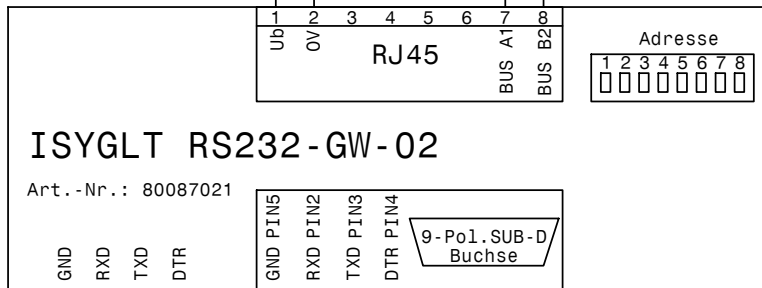 1 2 3 4 5 6 7 8
Ub 0V RJ45 BUS A1 BUS B2
Adresse
1 2 3 4 5 6 7 8
ISYGLT RS232-GW-02
Art.-Nr.: 80087021
GND RXD TXD DTR
GND PIN5
RXD PIN2
TXD PIN3
DTR PIN4
9-Pol.SUB-D
Buchse